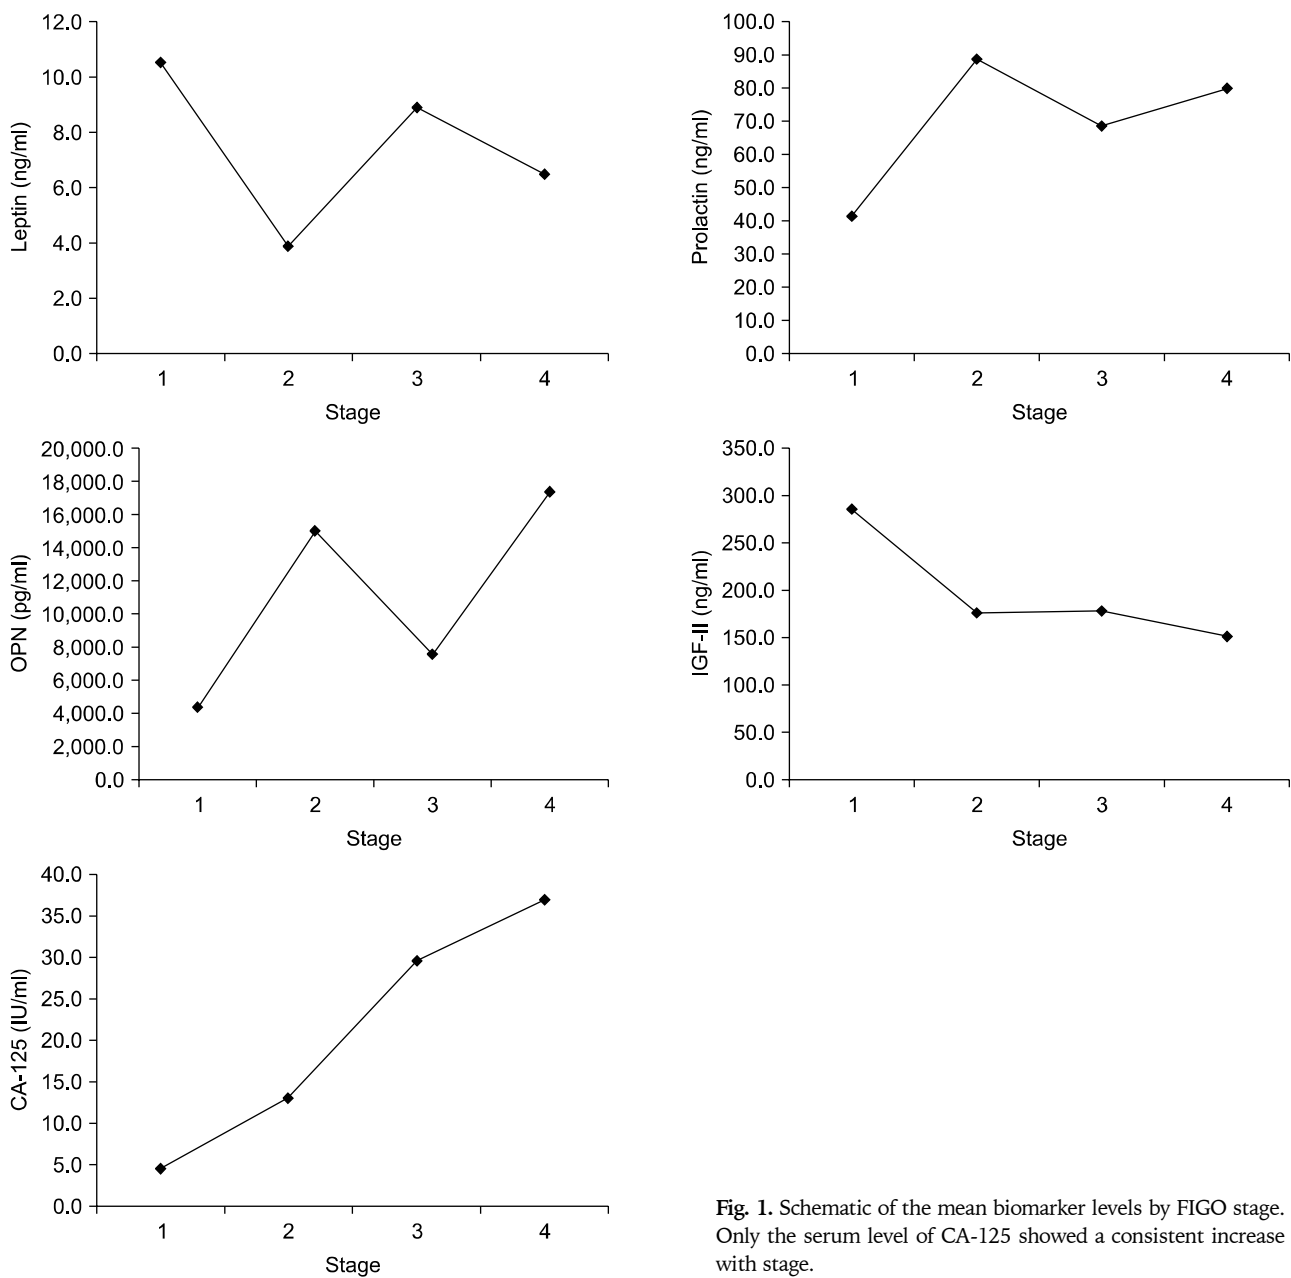 12.0
10.0
8.0
6.0
4.0
2.0
0.0
Leptin (ng/ml)
1 2 3 4
Stage
100.0
90.0
80.0
70.0
60.0
50.0
40.0
30.0
20.0
10.0
0.0
Prolactin (ng/ml)
1 2 3 4
Stage
20,000.0
18,000.0
16,000.0
14,000.0
12,000.0
10,000.0
8,000.0
6,000.0
4,000.0
2,000.0
0.0
OPN (pg/ml)
1 2 3 4
Stage
350.0
300.0
250.0
200.0
150.0
100.0
50.0
0.0
IGF-II (ng/ml)
1 2 3 4
Stage
40.0
35.0
30.0
25.0
20.0
15.0
10.0
5.0
0.0
CA-125 (IU/ml)
1 2 3 4
Stage
Fig. 1. Schematic of the mean biomarker levels by FIGO stage.
Only the serum level of CA-125 showed a consistent increase
with stage.